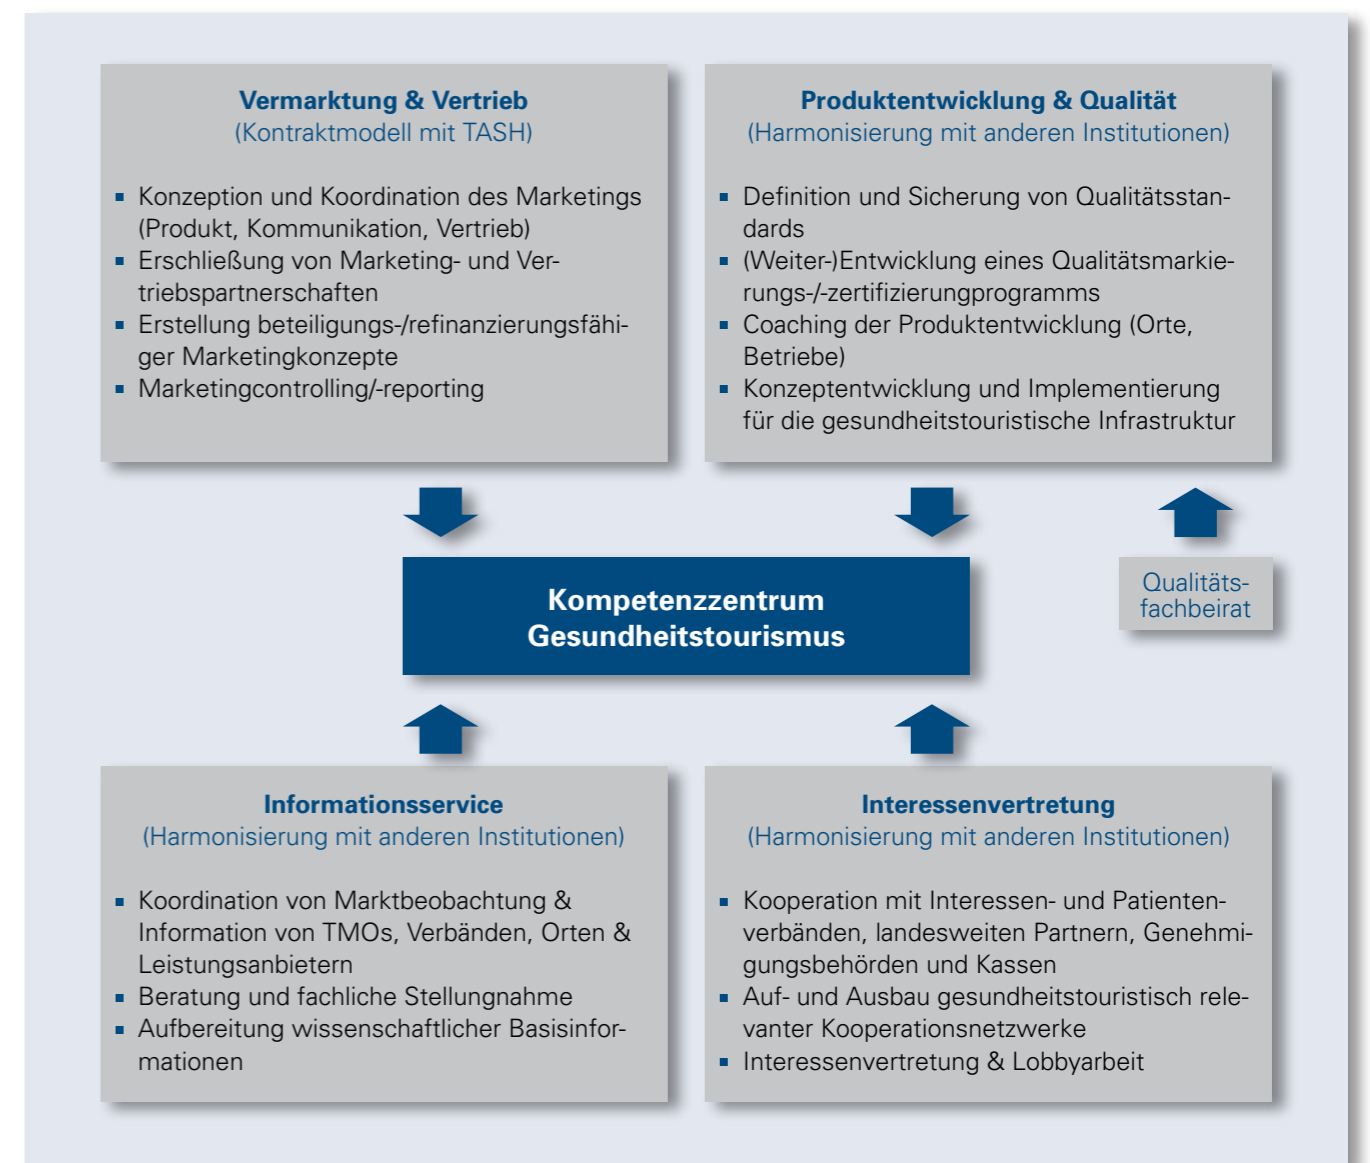 Vermarktung & Vertrieb
(Kontraktmodell mit TASH)
▪ Konzeption und Koordination des Marketings
(Produkt, Kommunikation, Vertrieb)
▪ Erschließung von Marketing- und Ver-
triebspartnerschaften
▪ Erstellung beteiligungs-/refinanzierungsfähi-
ger Marketingkonzepte
▪ Marketingcontrolling/-reporting
Produktentwicklung & Qualität
(Harmonisierung mit anderen Institutionen)
▪ Definition und Sicherung von Qualitätsstan-
dards
▪ (Weiter-)Entwicklung eines Qualitätsmarkie-
rungs-/-zertifizierungprogramms
▪ Coaching der Produktentwicklung (Orte,
Betriebe)
▪ Konzeptentwicklung und Implementierung
für die gesundheitstouristische Infrastruktur
Kompetenzzentrum
Gesundheitstourismus
Qualitäts-
fachbeirat
Informationsservice
(Harmonisierung mit anderen Institutionen)
▪ Koordination von Marktbeobachtung &
Information von TMOs, Verbänden, Orten &
Leistungsanbietern
▪ Beratung und fachliche Stellungnahme
▪ Aufbereitung wissenschaftlicher Basisinfor-
mationen
Interessenvertretung
(Harmonisierung mit anderen Institutionen)
▪ Kooperation mit Interessen- und Patienten-
verbänden, landesweiten Partnern, Genehmi-
gungsbehörden und Kassen
▪ Auf- und Ausbau gesundheitstouristisch rele-
vanter Kooperationsnetzwerke
▪ Interessenvertretung & Lobbyarbeit